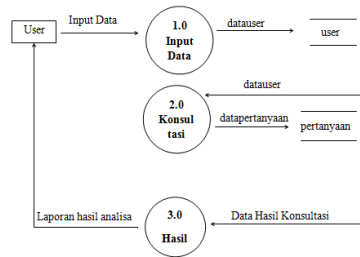 User
Input Data
1.0
Input
Data
datauser
user
datauser
2.0
Konsul
tasi
datapertanyaan
pertanyaan
Laporan hasil analisa
3.0
Hasil
Data Hasil Konsultasi